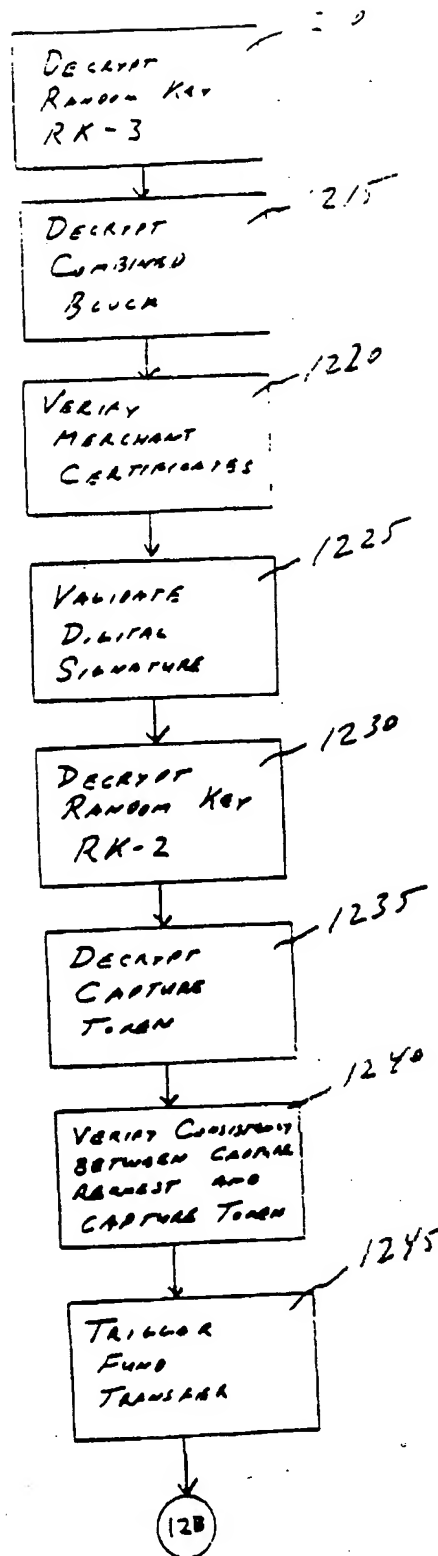 DECRYPT
RANDOM KEY
RK-3
1215
DECRYPT
COMBINED
BLOCK
1220
VERIFY
MERCHANT
CERTIFICATES
1225
VALIDATE
DIGITAL
SIGNATURE
1230
DECRYPT
RANDOM KEY
RK-2
1235
DECRYPT
CAPTURE
TOKEN
1240
VERIFY CONSISTENCY
BETWEEN CAPTURE
REQUEST AND
CAPTURE TOKEN
1245
TRIGGER
FUND
TRANSFER
12B